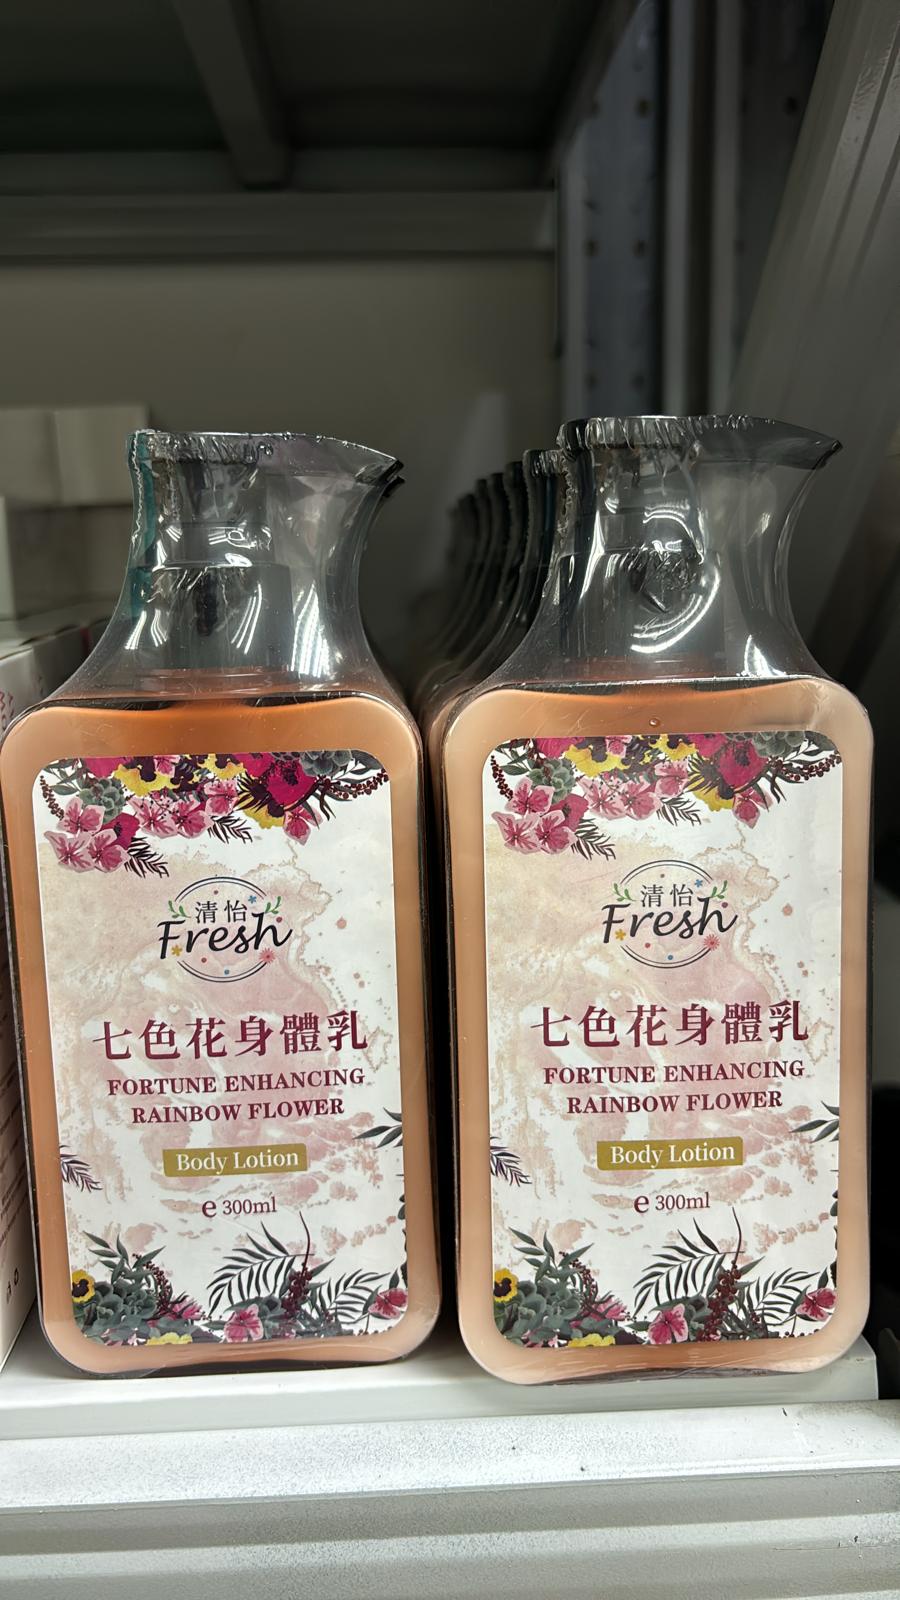 清怡
Fresh
七色花身體乳
FORTUNE ENHANCING
RAINBOW FLOWER
Body Lotion
e 300ml
清怡
Fresh
七色花身體乳
FORTUNE ENHANCING
RAINBOW FLOWER
Body Lotion
e 300ml